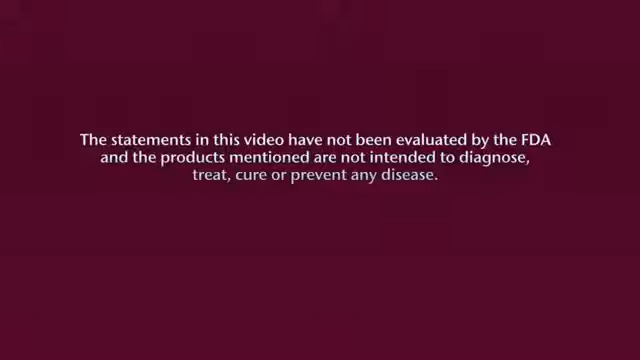 The statements in this video have not been evaluated by the FDA
and the products mentioned are not intended to diagnose,
treat, cure or prevent any disease.